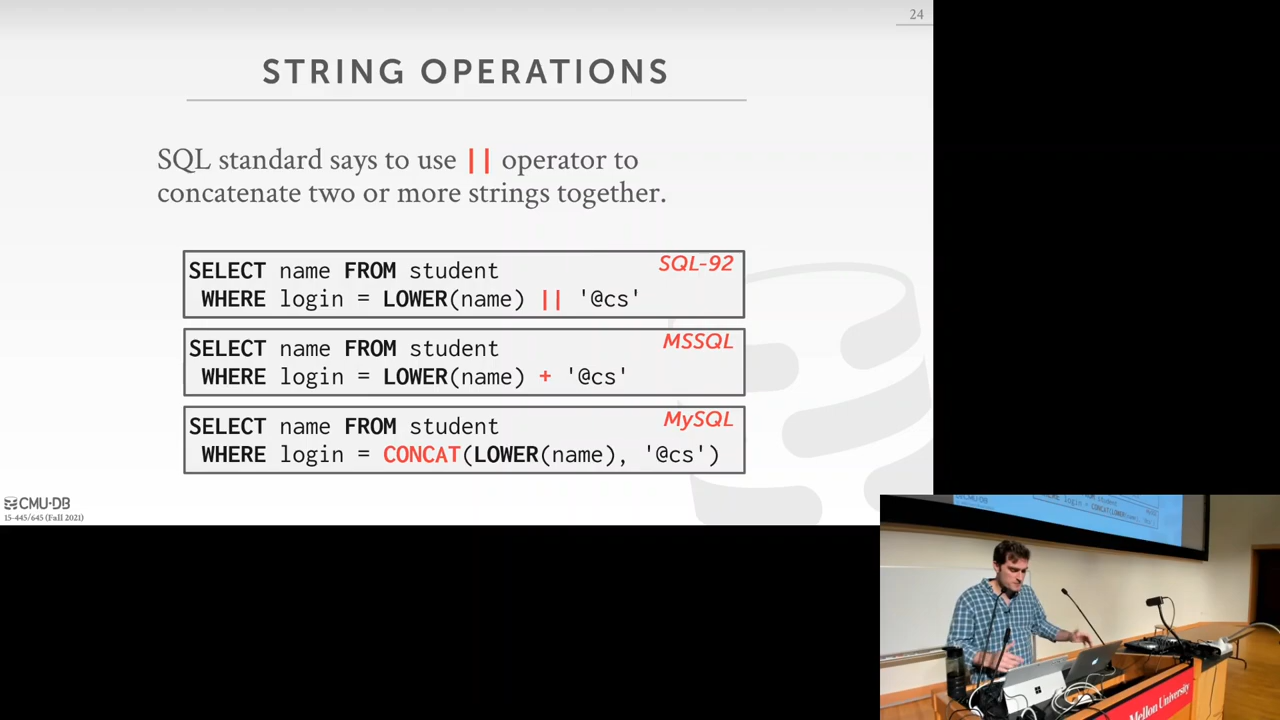 24
STRING OPERATIONS
SQL standard says to use || operator to
concatenate two or more strings together.
SQL-92
SELECT name FROM student
WHERE login = LOWER(name) || '@cs'
MSSQL
SELECT name FROM student
WHERE login = LOWER(name) + '@cs'
MySQL
SELECT name FROM student
WHERE login = CONCAT(LOWER(name), '@cs')
CMU·DB
15-445/645 (Fall 2021)
Mellon University